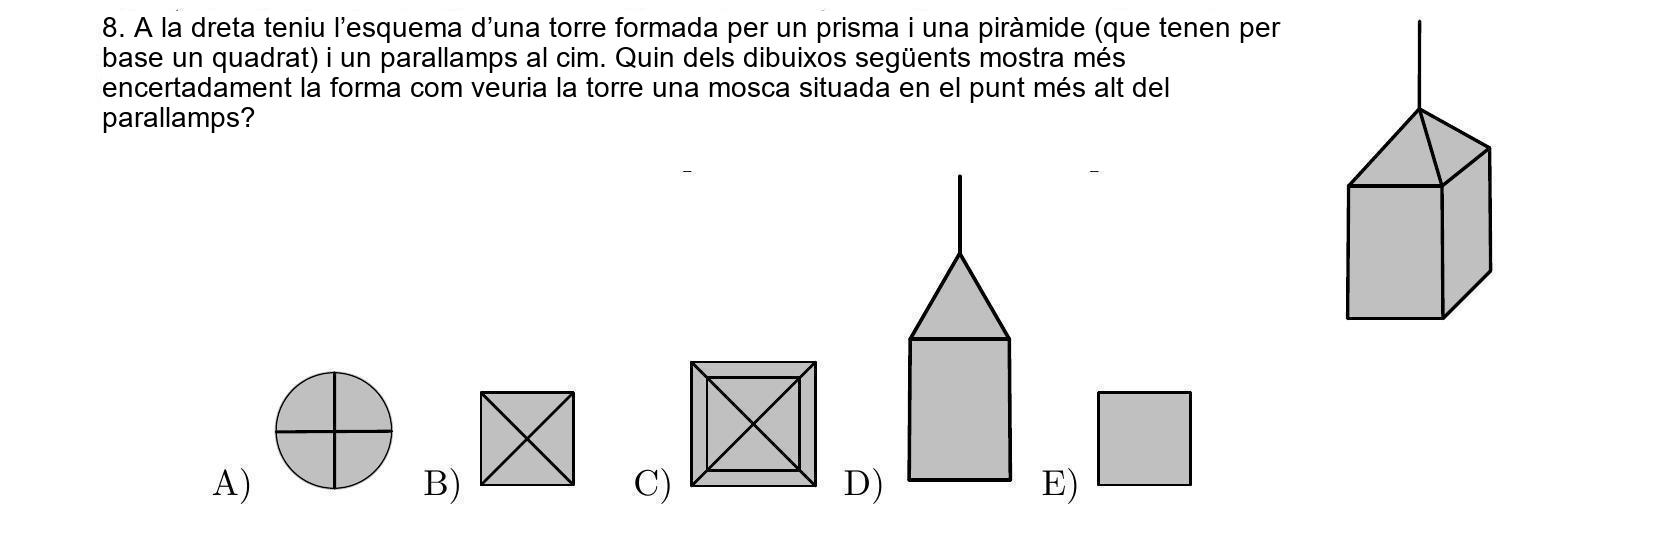 8. A la dreta teniu l’esquema d’una torre formada per un prisma i una piràmide (que tenen per
base un quadrat) i un parallamps al cim. Quin dels dibuixos següents mostra més
encertadament la forma com veuria la torre una mosca situada en el punt més alt del
parallamps?
A) B) C) D) E)